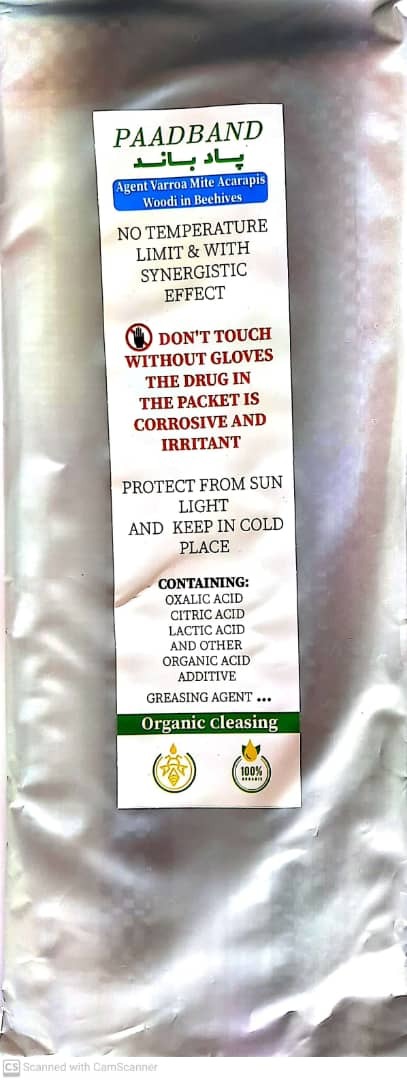 PAADBAND
پاد باند
Agent Varroa Mite Acarapis
Woodi in Beehives
NO TEMPERATURE
LIMIT & WITH
SYNERGISTIC
EFFECT
DON'T TOUCH
WITHOUT GLOVES
THE DRUG IN
THE PACKET IS
CORROSIVE AND
IRRITANT
PROTECT FROM SUN
LIGHT
AND KEEP IN COLD
PLACE
CONTAINING:
OXALIC ACID
CITRIC ACID
LACTIC ACID
AND OTHER
ORGANIC ACID
ADDITIVE
GREASING AGENT ...
Organic cleasing
100%
ORGANIC
CS Scanned with CamScanner